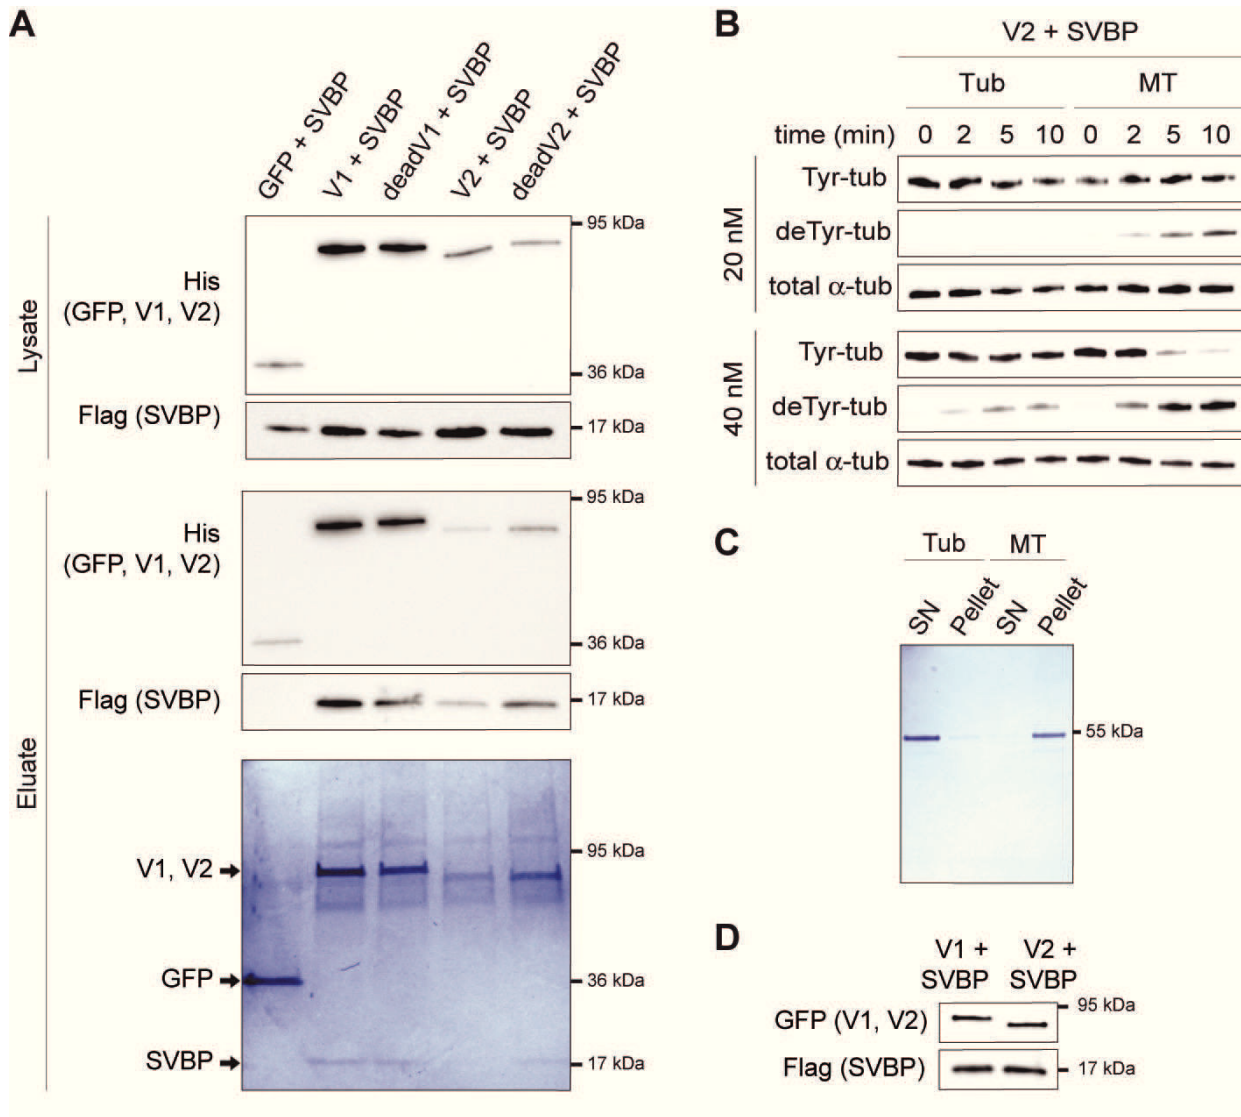 A
GFP + SVBP
V1 + SVBP
deadV1 + SVBP
V2 + SVBP
deadV2 + SVBP
Lysate
His
(GFP, V1, V2)
95 kDa
36 kDa
Flag (SVBP)
17 kDa
Eluate
His
(GFP, V1, V2)
95 kDa
36 kDa
Flag (SVBP)
17 kDa
V1, V2
95 kDa
GFP
36 kDa
SVBP
17 kDa
B
V2 + SVBP
Tub MT
time (min) 0 2 5 10 0 2 5 10
20 nM
Tyr-tub
deTyr-tub
total α-tub
40 nM
Tyr-tub
deTyr-tub
total α-tub
C
Tub MT
SN Pellet SN Pellet
55 kDa
D
V1 + V2 +
SVBP SVBP
95 kDa
GFP (V1, V2)
Flag (SVBP) 17 kDa